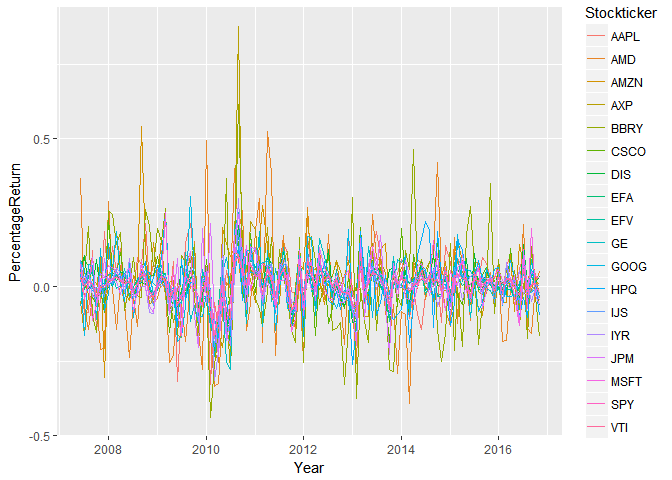 Stockticker
AAPL
AMD
AMZN
AXP
BBRY
CSCO
DIS
EFA
EFV
GE
GOOG
HPQ
IJS
IYR
JPM
MSFT
SPY
VTI
PercentageReturn
0.5
0.0
-0.5
2008 2010 2012 2014 2016
Year